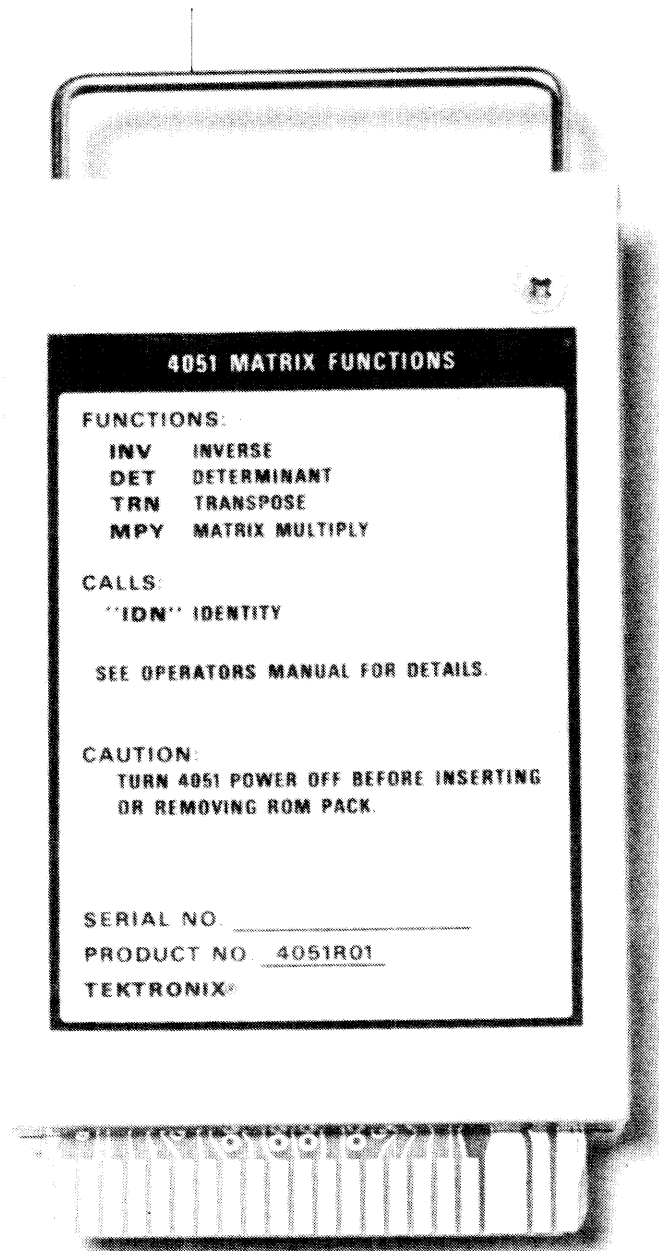 4051 MATRIX FUNCTIONS
FUNCTIONS:
INV INVERSE
DET DETERMINANT
TRN TRANSPOSE
MPY MATRIX MULTIPLY
CALLS:
"IDN" IDENTITY
SEE OPERATORS MANUAL FOR DETAILS.
CAUTION:
TURN 4051 POWER OFF BEFORE INSERTING
OR REMOVING ROM PACK.
SERIAL NO.
PRODUCT NO. 4051R01
TEKTRONIX®